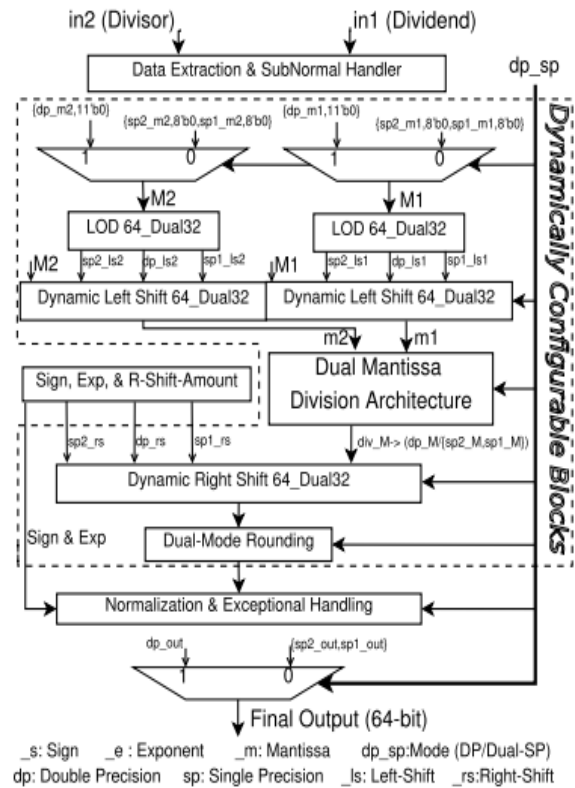 in2 (Divisor)
in1 (Dividend)
Data Extraction & SubNormal Handler
dp_sp
{dp_m2,11'b0}
{sp2_m2,8'b0,sp1_m2,8'b0}
{dp_m1,11'b0}
{sp2_m1,8'b0,sp1_m1,8'b0}
1
0
1
0
M2
M1
LOD 64_Dual32
LOD 64_Dual32
M2
sp2_ls2
dp_ls2
sp1_ls2
M1
sp2_ls1
dp_ls1
sp1_ls1
Dynamic Left Shift 64_Dual32
Dynamic Left Shift 64_Dual32
m2
m1
Dual Mantissa
Division Architecture
Sign, Exp, & R-Shift-Amount
sp2_rs
dp_rs
sp1_rs
div_M-> (dp_M/{sp2_M,sp1_M})
Dynamic Right Shift 64_Dual32
Sign & Exp
Dual-Mode Rounding
Dynamically Configurable Blocks
Normalization & Exceptional Handling
dp_out
{sp2_out,sp1_out}
1
0
Final Output (64-bit)
_s: Sign _e : Exponent _m: Mantissa dp_sp:Mode (DP/Dual-SP)
dp: Double Precision sp: Single Precision _ls: Left-Shift _rs:Right-Shift